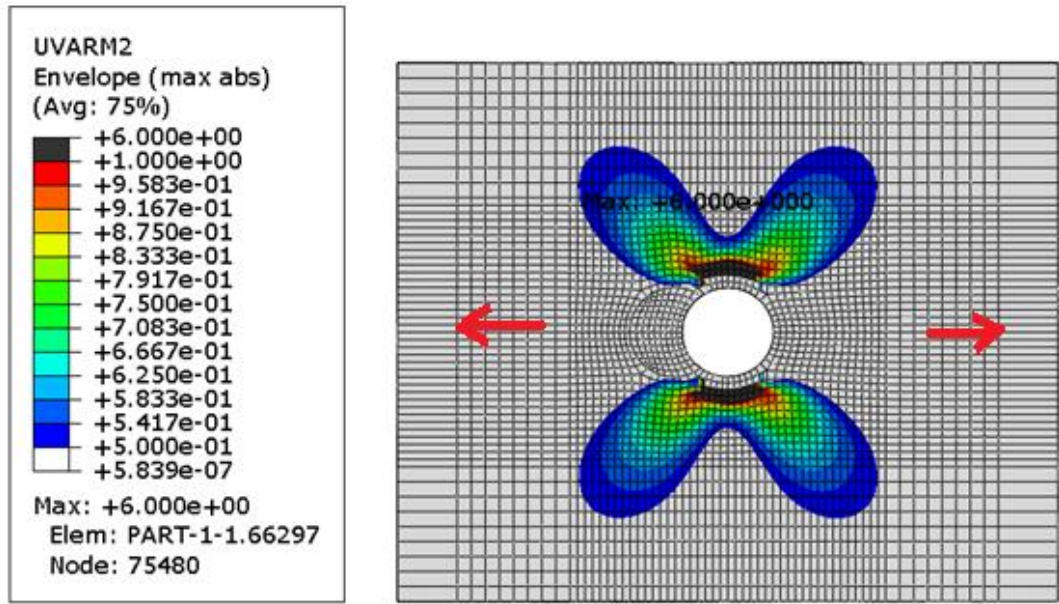 UVARM2
Envelope (max abs)
(Avg: 75%)
+6.000e+00
+1.000e+00
+9.583e-01
+9.167e-01
+8.750e-01
+8.333e-01
+7.917e-01
+7.500e-01
+7.083e-01
+6.667e-01
+6.250e-01
+5.833e-01
+5.417e-01
+5.000e-01
+5.839e-07
Max: +6.000e+00
Elem: PART-1-1.66297
Node: 75480
Max: +6.000e+000